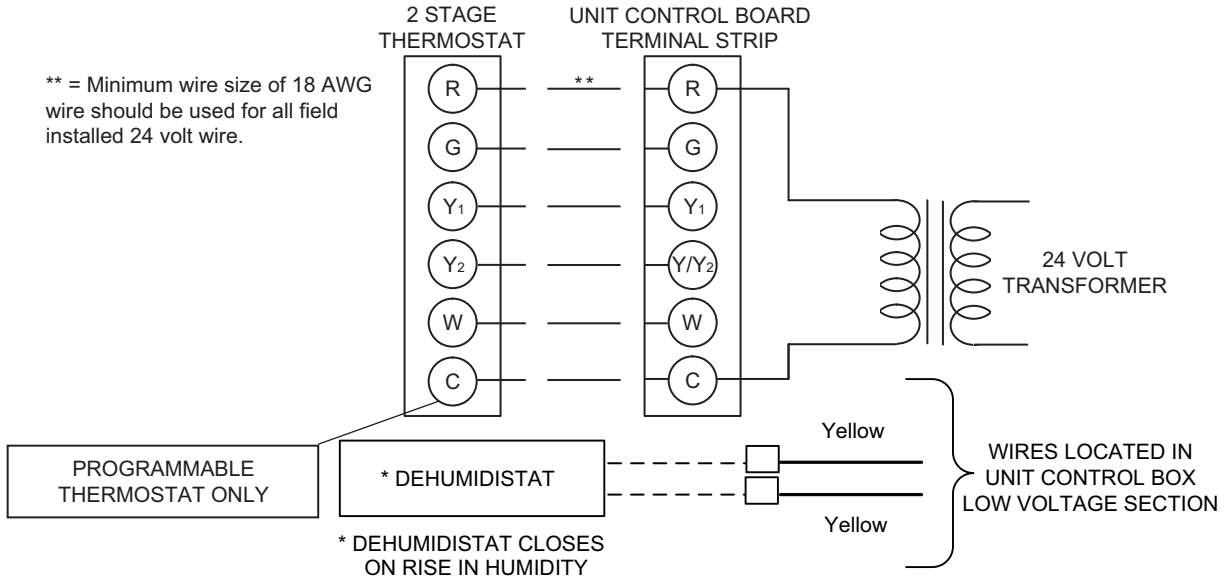 2 STAGE
THERMOSTAT
UNIT CONTROL BOARD
TERMINAL STRIP
** = Minimum wire size of 18 AWG
wire should be used for all field
installed 24 volt wire.
R
**
R
G
G
Y1
Y1
Y2
Y/Y2
W
W
C
C
24 VOLT
TRANSFORMER
PROGRAMMABLE
THERMOSTAT ONLY
* DEHUMIDISTAT
Yellow
Yellow
WIRES LOCATED IN
UNIT CONTROL BOX
LOW VOLTAGE SECTION
* DEHUMIDISTAT CLOSES
ON RISE IN HUMIDITY